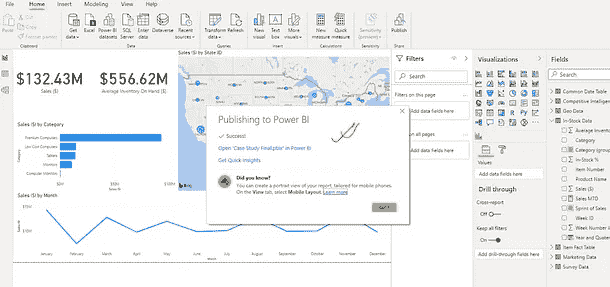 Home Insert Modeling View Help
Cut
Copy
Format painter
Paste
Get data
Excel
Power BI datasets
SQL Server
Enter data
Dataverse
Recent sources
Transform data
Refresh
New visual
Text box
More visuals
New measure
Quick measure
Sensitivity (preview)
Publish
Clipboard Data Queries Insert Calculations Sensitivity Share
$132.43M
Sales ($)
$556.62M
Average Inventory On Hand ($)
Sales ($) by State ID
Sales ($) by Category
Premium Computers
Low Cost Computers
Tablets
Monitors
Computer Monitors
$0M $50M $100M
Sales ($)
Bing
Sales ($) by Month
$15M
$10M
January February March April May June July August September October November December
Month
Publishing to Power BI
Success!
Open 'Case Study Final.pbix' in Power BI
Get Quick Insights
Did you know?
You can create a portrait view of your report, tailored for mobile phones.
On the View tab, select Mobile Layout. Learn more
Got it
Filters
Search
Filters on this page
Add data fields here
on all pages
Add data fields here
Visualizations
Values
Add data fields here
Drill through
Cross-report
Off
Keep all filters
On
Add drill-through fields here
Fields
Search
Common Date Table
Competitive Intelli
Geo Data
In-Stock Data
Average Inventory
Category
Category (group
In-Stock %
Item Number
Product Name
Sales ($)
Sales MTD
State ID
Week ID
Week Number
Year and Quarter
Item Fact Table
Marketing Data
Survey Data